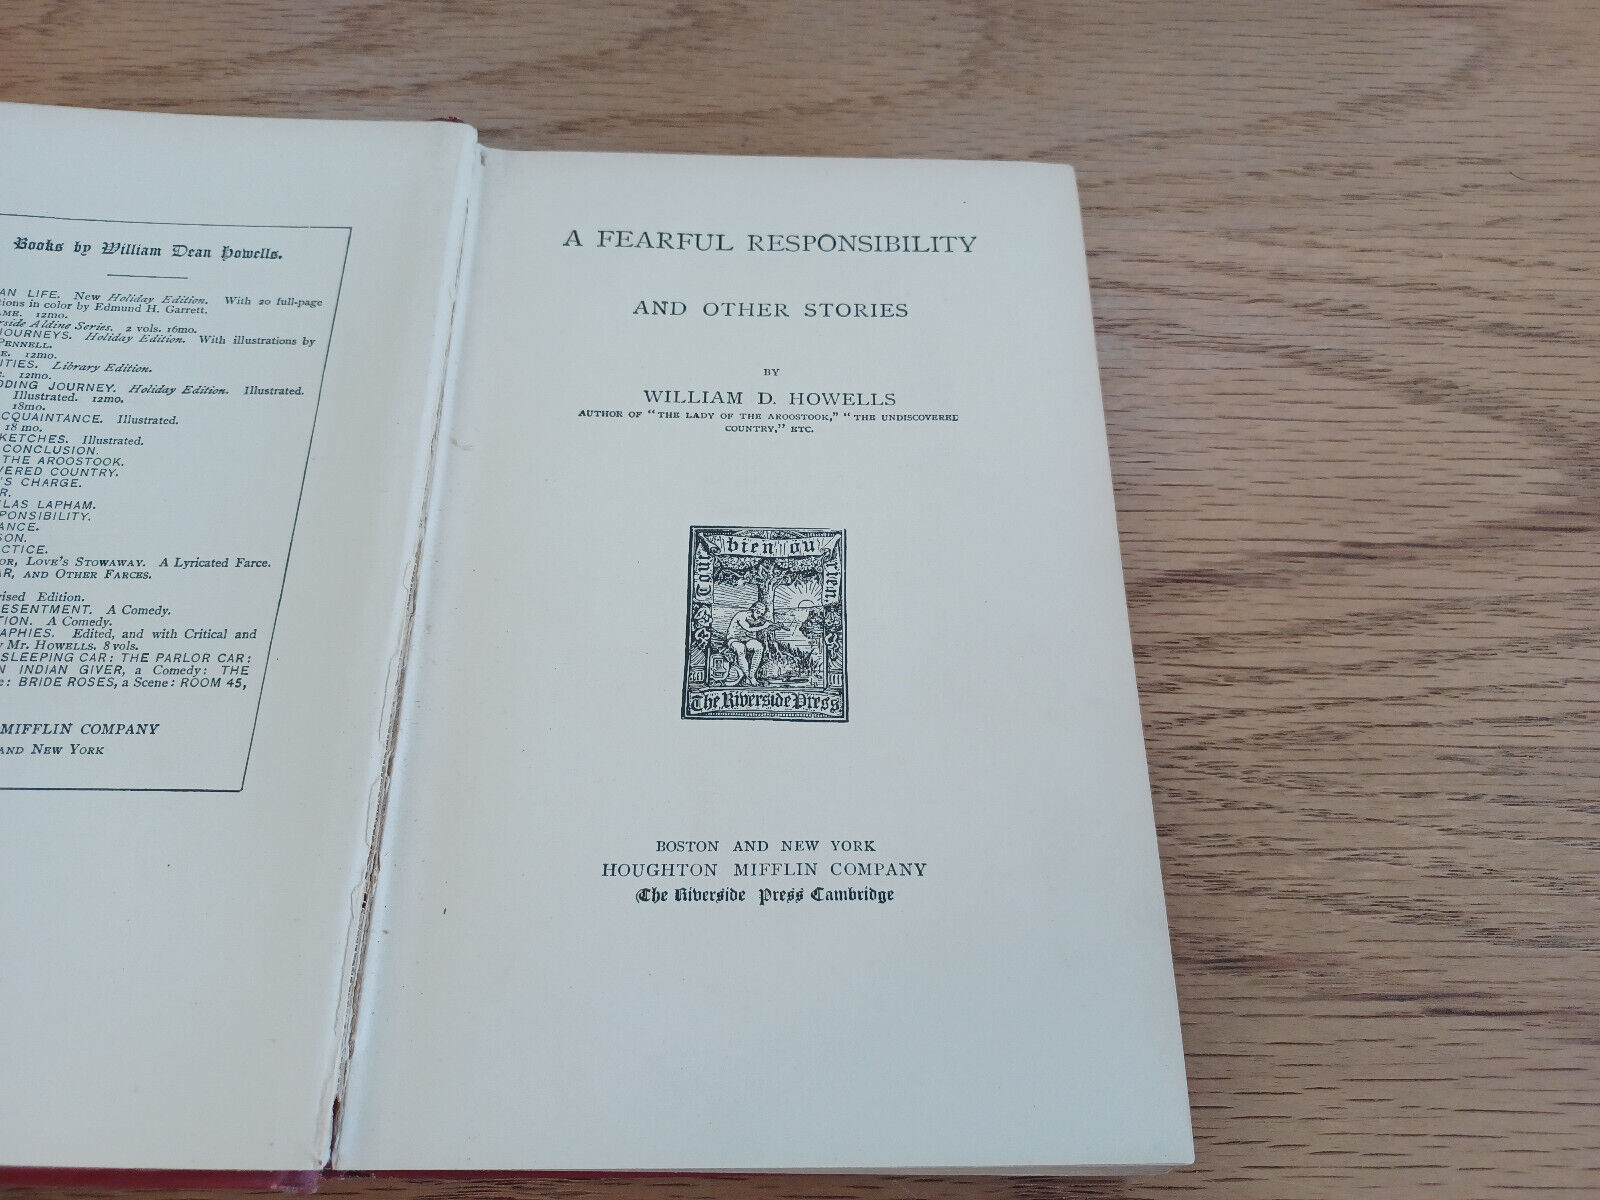 Books by William Dean Howells.
AN LIFE. New Holiday Edition. With 20 full-page
tions in color by Edmund H. Garrett.
AME. 12mo.
rside Aldine Series. 2 vols. 16mo.
JOURNEYS. Holiday Edition. With illustrations by
PENNELL.
E. 12mo.
ITIES. Library Edition.
12mo.
DDING JOURNEY. Holiday Edition. Illustrated.
Illustrated. 12mo.
18mo.
CQUAINTANCE. Illustrated.
18 mo.
KETCHES. Illustrated.
CONCLUSION.
THE AROOSTOOK.
VERED COUNTRY.
'S CHARGE.
R.
LAS LAPHAM.
PONSIBILITY.
ANCE.
SON.
CTICE.
OR, LOVE'S STOWAWAY. A Lyricated Farce.
AR, AND OTHER FARCES.
ised Edition.
ESENTMENT. A Comedy.
TION. A Comedy.
APHIES. Edited, and with Critical and
y MR. HOWELLS. 8 vols.
SLEEPING CAR: THE PARLOR CAR:
N INDIAN GIVER, a Comedy: THE
e: BRIDE ROSES, a Scene: ROOM 45,
MIFFLIN COMPANY
AND NEW YORK
A FEARFUL RESPONSIBILITY
AND OTHER STORIES
BY
WILLIAM D. HOWELLS
AUTHOR OF "THE LADY OF THE AROOSTOOK," "THE UNDISCOVERED
COUNTRY," ETC.
Tout bien ou rien.
The Riverside Press
BOSTON AND NEW YORK
HOUGHTON MIFFLIN COMPANY
The Riverside Press Cambridge